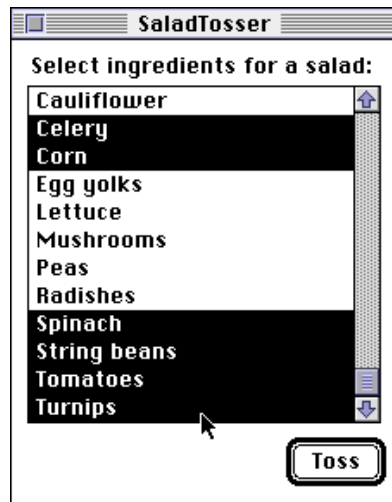 SaladTosser
Select ingredients for a salad:
Cauliflower
Celery
Corn
Egg yolks
Lettuce
Mushrooms
Peas
Radishes
Spinach
String beans
Tomatoes
Turnips
Toss